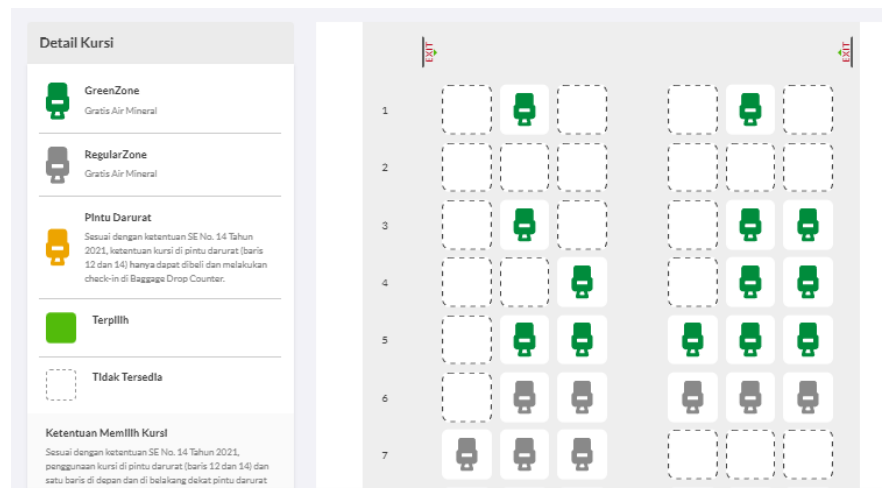 Detail Kursi
GreenZone
Gratis Air Mineral
RegularZone
Gratis Air Mineral
Pintu Darurat
Sesuai dengan ketentuan SE No. 14 Tahun
2021, ketentuan kursi di pintu darurat (baris
12 dan 14) hanya dapat dibeli dan melakukan
check-in di Baggage Drop Counter.
Terpilih
Tidak Tersedia
Ketentuan Memilih Kursi
Sesuai dengan ketentuan SE No. 14 Tahun 2021,
penggunaan kursi di pintu darurat (baris 12 dan 14) dan
satu baris di depan dan di belakang dekat pintu darurat
EXIT
EXIT
1
2
3
4
5
6
7